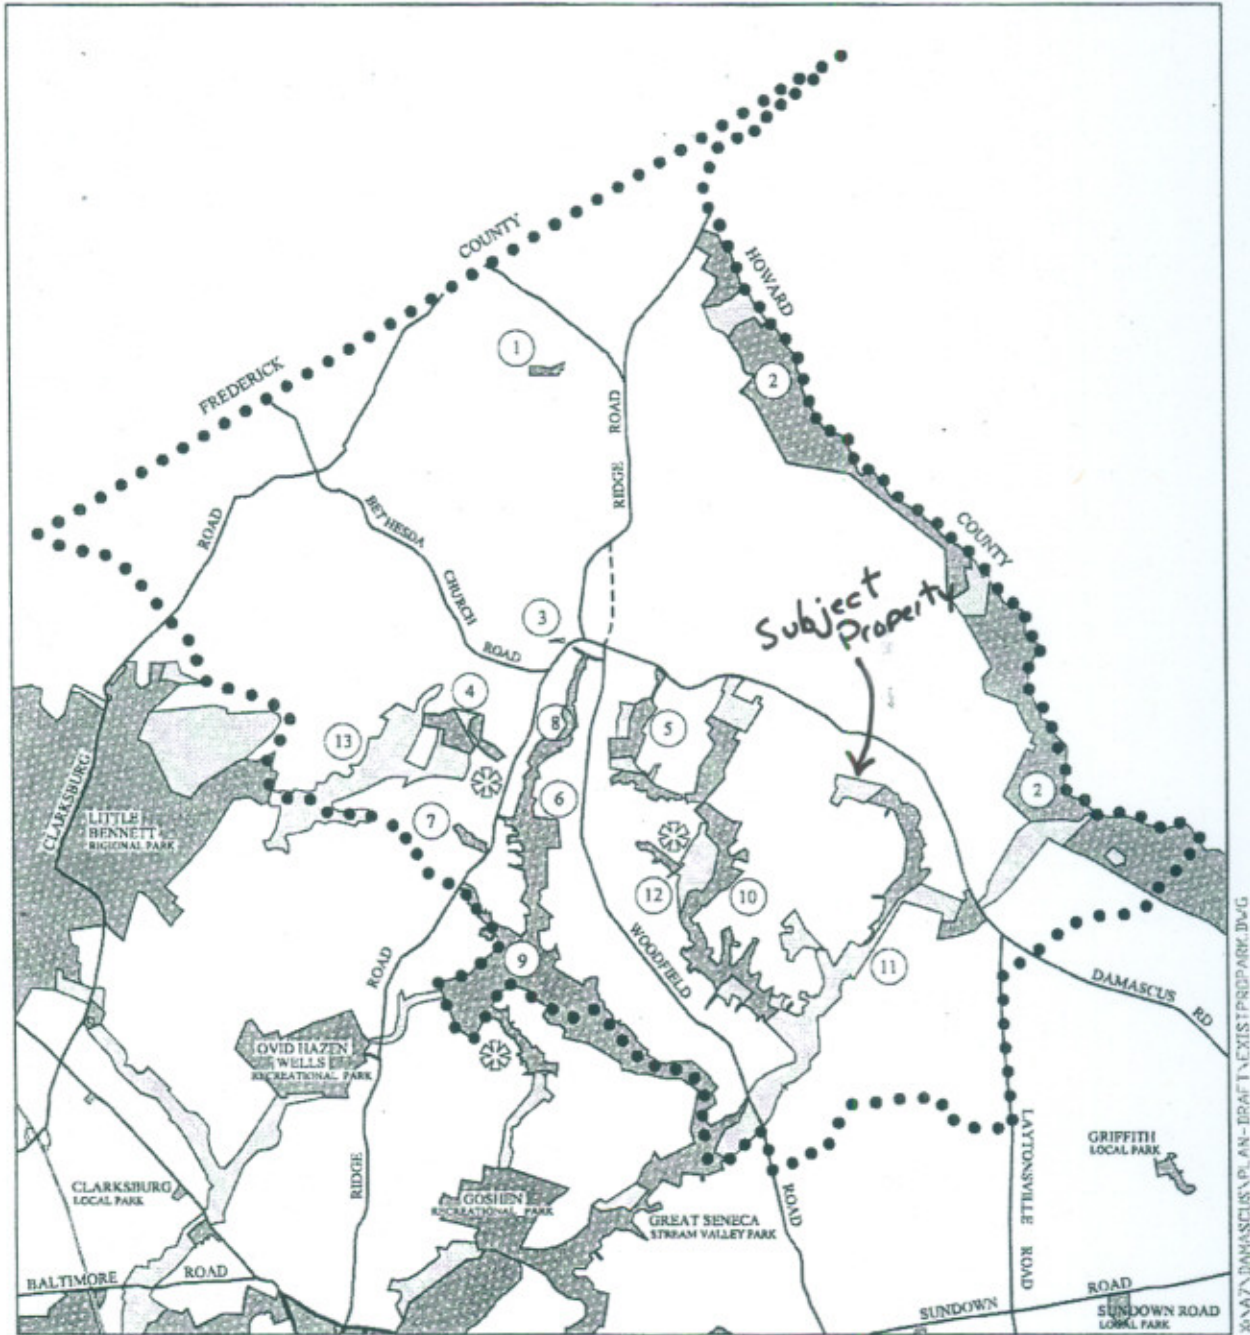 COUNTY
HOWARD
1
2
FREDERICK
ROAD
RIDGE
ROAD
BETHESDA
COUNTY
CHURCH
Subject
Property
3
ROAD
4
8
5
13
6
2
CLARKSBURG
LITTLE
BENNETT
REGIONAL PARK
7
12
10
WOODFIELD
9
11
ROAD
DAMASCUS
RD
OVID HAZEN
WELLS
RECREATIONAL PARK
LAYTONSVILLE
ROAD
GRIFFITH
LOCAL PARK
RIDGE
CLARKSBURG
LOCAL PARK
GOSHEN
RECREATIONAL PARK
ROAD
GREAT SENECA
STREAM VALLEY PARK
BALTIMORE
ROAD
SUNDOWN
ROAD
SUNDOWN ROAD
LOCAL PARK